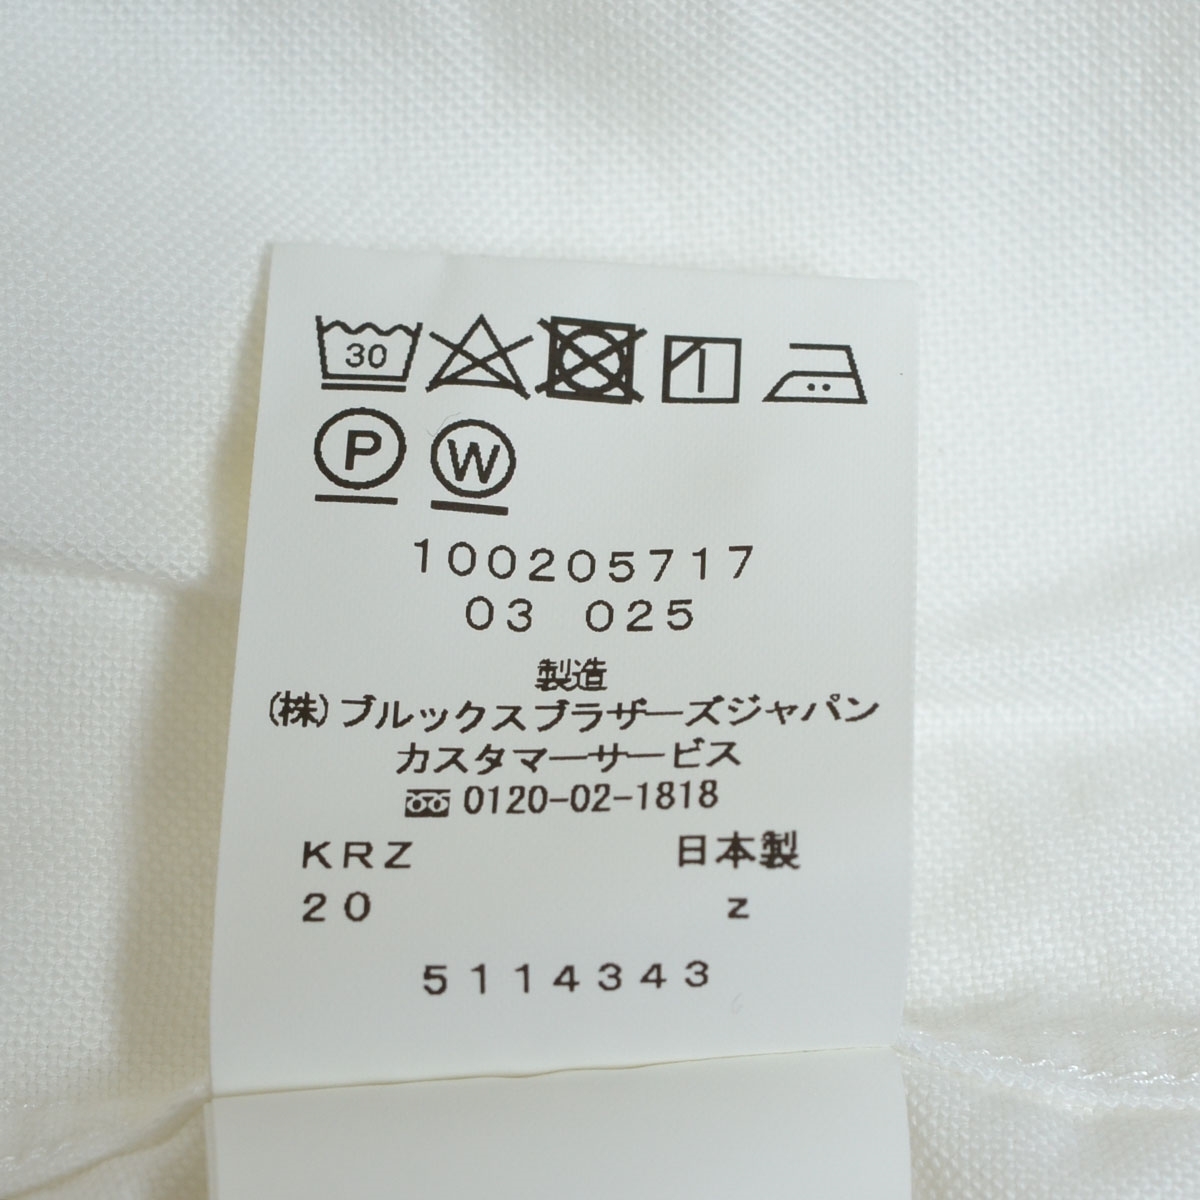 30
P W
100205717
03 025
製造
(株)ブルックスブラザーズジャパン
カスタマーサービス
0120-02-1818
KRZ 日本製
20 z
5114343